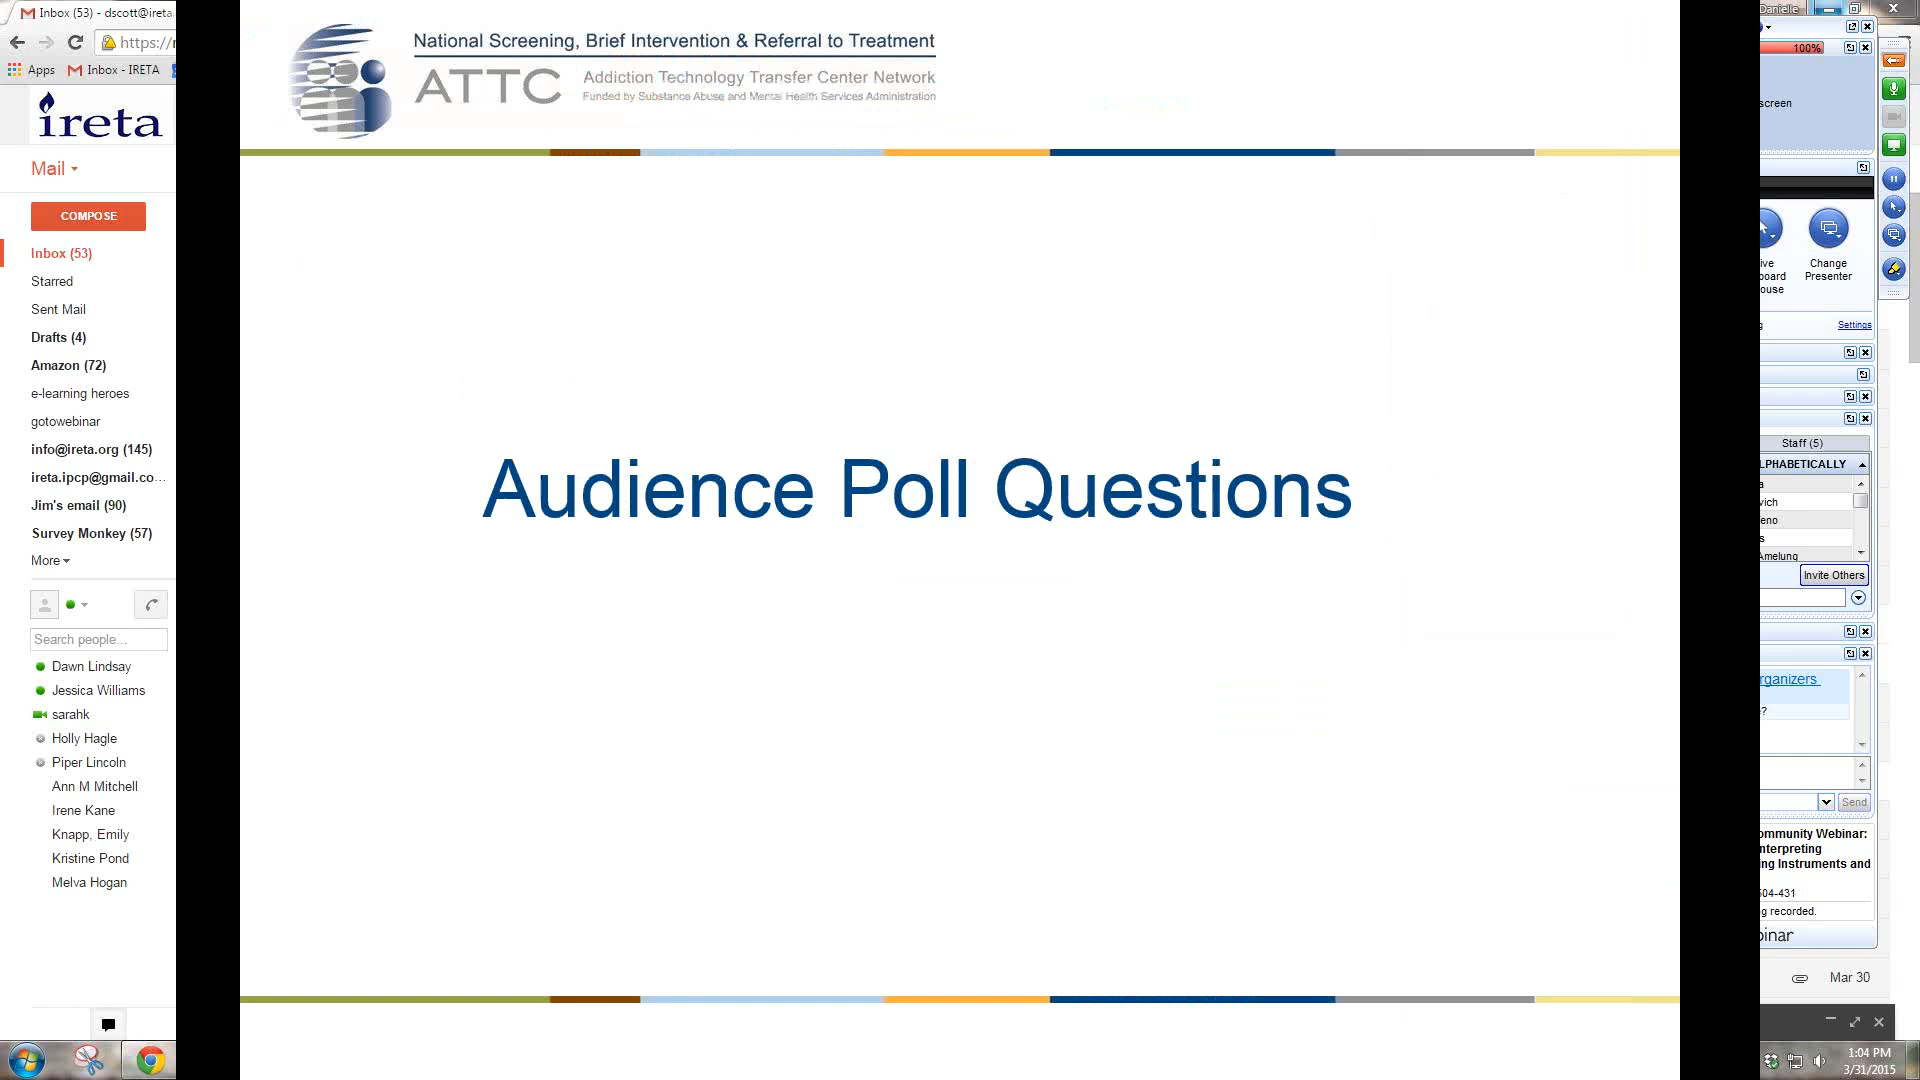 Inbox (53) - dscott@ireta
https://
Apps
Inbox - IRETA
ireta
Mail
COMPOSE
Inbox (53)
Starred
Sent Mail
Drafts (4)
Amazon (72)
e-learning heroes
gotowebinar
info@ireta.org (145)
ireta.ipcp@gmail.co...
Jim's email (90)
Survey Monkey (57)
More
Search people...
Dawn Lindsay
Jessica Williams
sarahk
Holly Hagle
Piper Lincoln
Ann M Mitchell
Irene Kane
Knapp, Emily
Kristine Pond
Melva Hogan
National Screening, Brief Intervention & Referral to Treatment
ATTC
Addiction Technology Transfer Center Network
Funded by Substance Abuse and Mental Health Services Administration
Audience Poll Questions
Danielle
100%
screen
Change
Presenter
Settings
Staff (5)
LPHABETICALLY
Amelung
Invite Others
rganizers
?
Send
ommunity Webinar:
nterpreting
ng Instruments and
04-431
g recorded.
inar
Mar 30
1:04 PM
3/31/2015